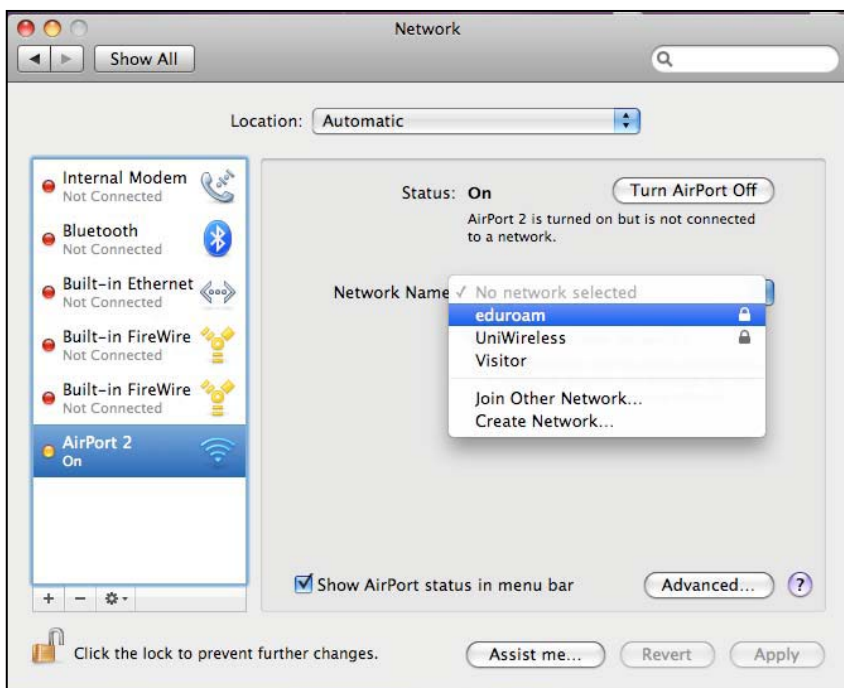 Network
Show All
Location: Automatic
Internal Modem
Not Connected
Bluetooth
Not Connected
Built-in Ethernet
Not Connected
Built-in FireWire
Not Connected
Built-in FireWire
Not Connected
AirPort 2
On
Status: On
Turn AirPort Off
AirPort 2 is turned on but is not connected
to a network.
Network Name
✓ No network selected
eduroam
UniWireless
Visitor
Join Other Network...
Create Network...
Show AirPort status in menu bar
Advanced...
?
Click the lock to prevent further changes.
Assist me...
Revert
Apply